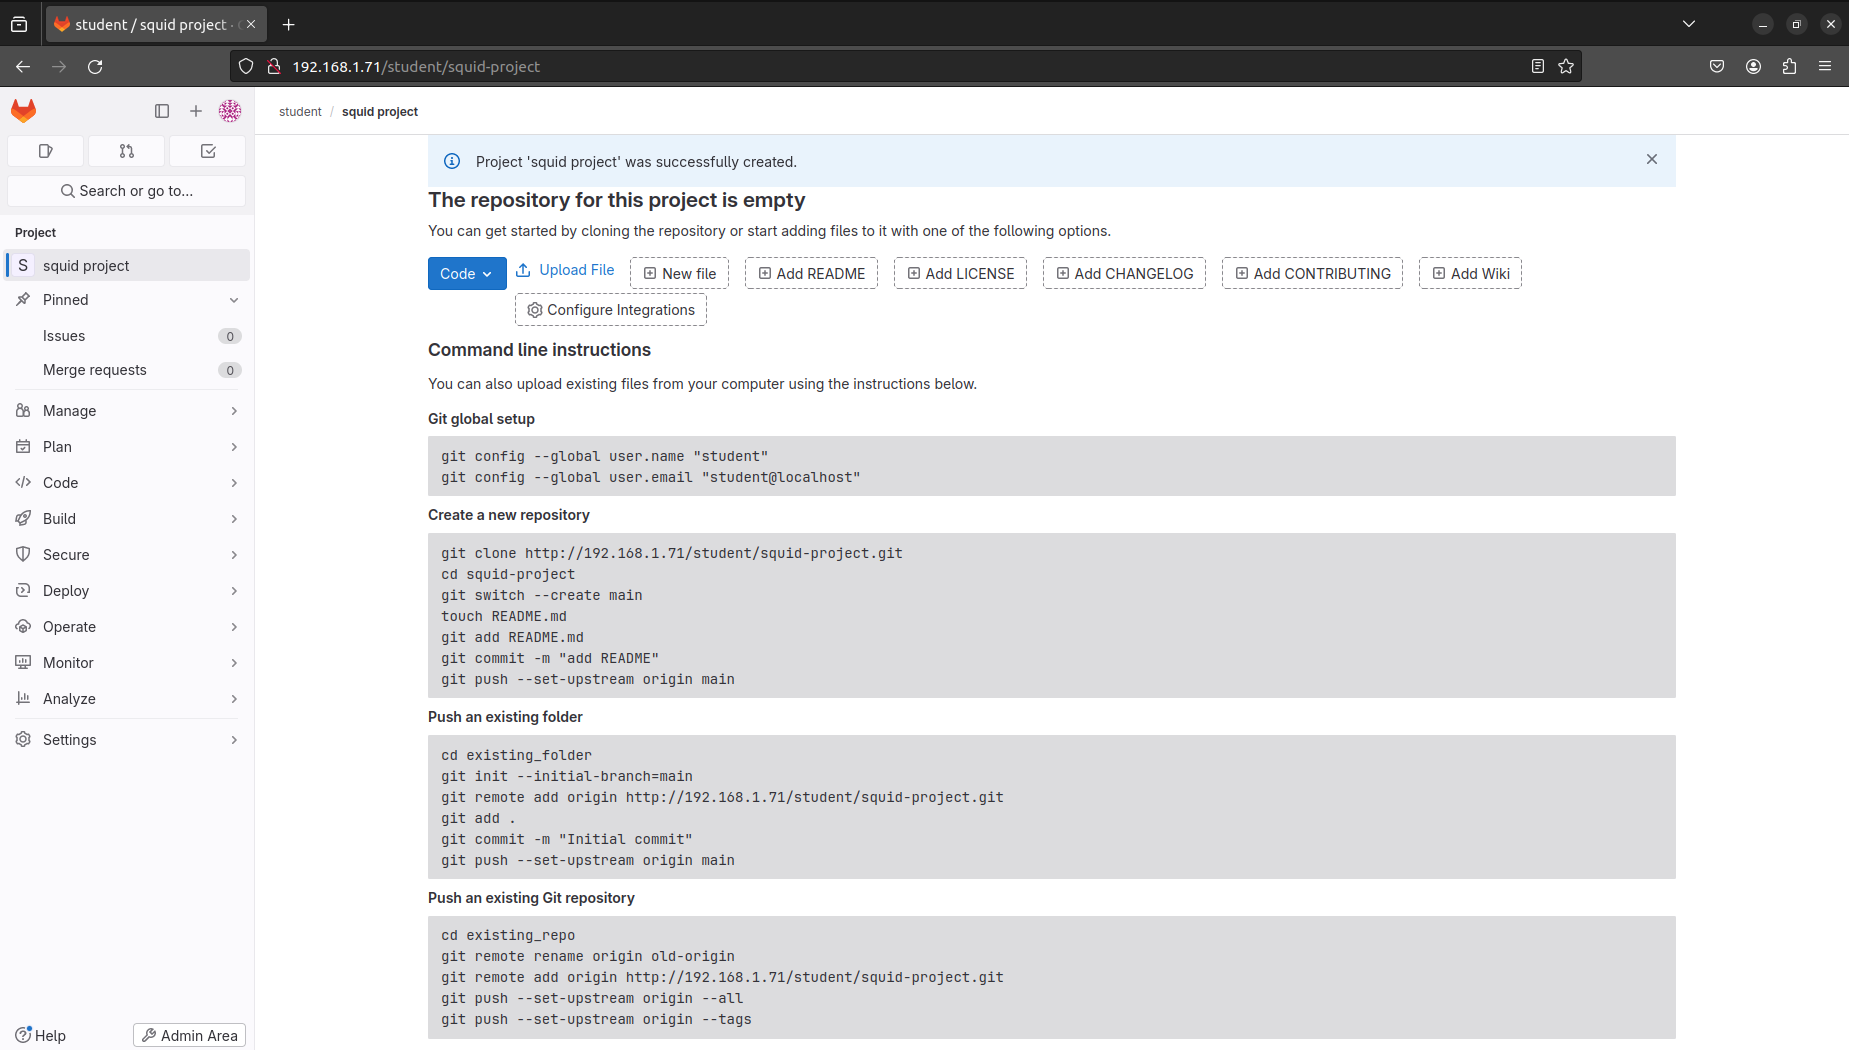 student / squid project ·
192.168.1.71/student/squid-project
student / squid project
Search or go to...
Project
S squid project
Pinned
Issues 0
Merge requests 0
Manage
Plan
Code
Build
Secure
Deploy
Operate
Monitor
Analyze
Settings
Help
Admin Area
Project 'squid project' was successfully created.
The repository for this project is empty
You can get started by cloning the repository or start adding files to it with one of the following options.
Code Upload File New file Add README Add LICENSE Add CHANGELOG Add CONTRIBUTING Add Wiki
Configure Integrations
Command line instructions
You can also upload existing files from your computer using the instructions below.
Git global setup
git config --global user.name "student"
git config --global user.email "student@localhost"
Create a new repository
git clone http://192.168.1.71/student/squid-project.git
cd squid-project
git switch --create main
touch README.md
git add README.md
git commit -m "add README"
git push --set-upstream origin main
Push an existing folder
cd existing_folder
git init --initial-branch=main
git remote add origin http://192.168.1.71/student/squid-project.git
git add .
git commit -m "Initial commit"
git push --set-upstream origin main
Push an existing Git repository
cd existing_repo
git remote rename origin old-origin
git remote add origin http://192.168.1.71/student/squid-project.git
git push --set-upstream origin --all
git push --set-upstream origin --tags